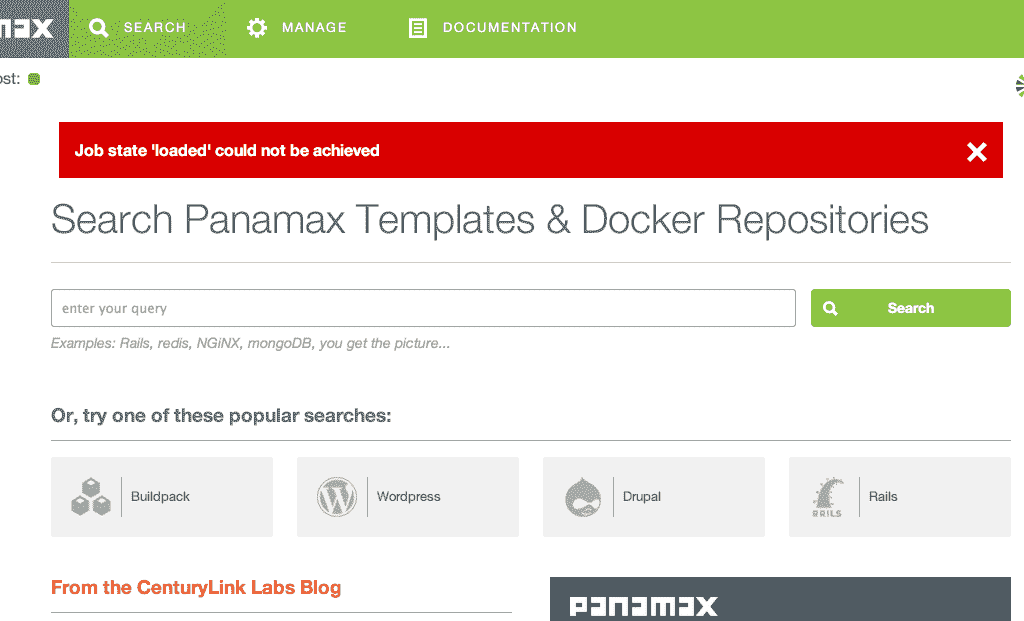 SEARCH MANAGE DOCUMENTATION
Job state 'loaded' could not be achieved
Search Panamax Templates & Docker Repositories
enter your query Search
Examples: Rails, redis, NGiNX, mongoDB, you get the picture...
Or, try one of these popular searches:
Buildpack Wordpress Drupal Rails
RAILS
From the CenturyLink Labs Blog
panamax